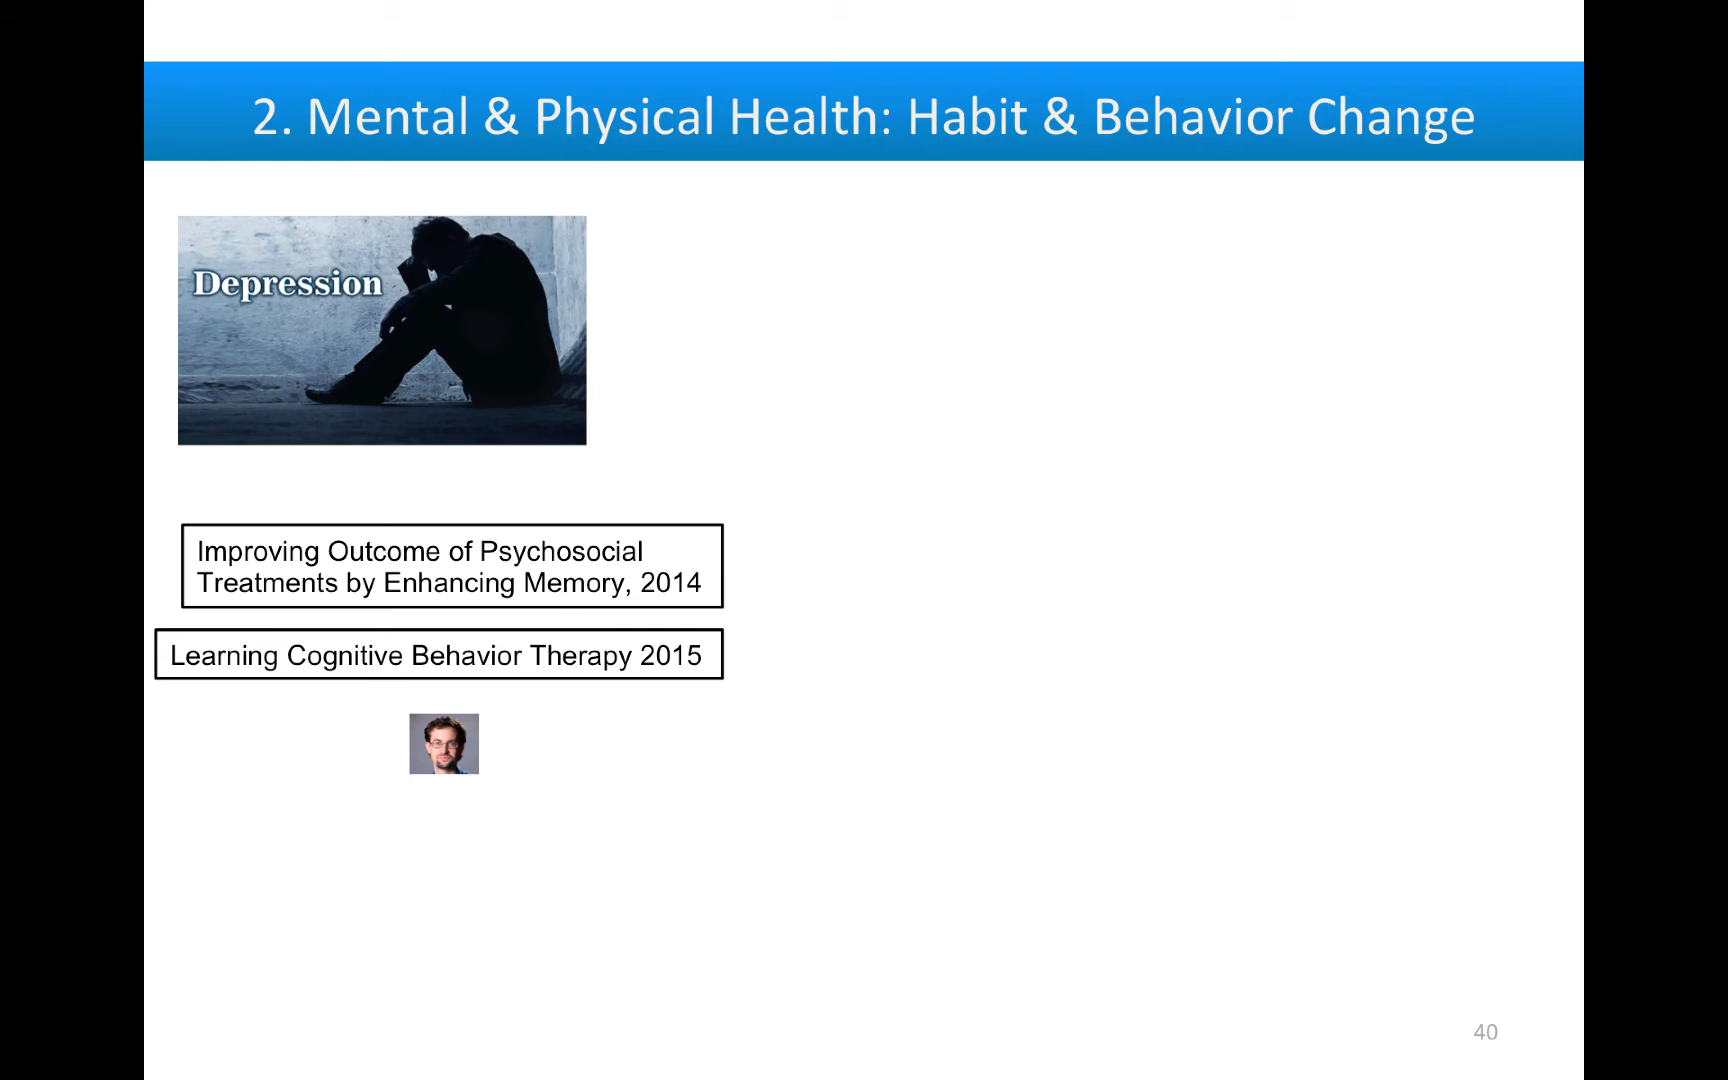 2. Mental & Physical Health: Habit & Behavior Change
Depression
Improving Outcome of Psychosocial
Treatments by Enhancing Memory, 2014
Learning Cognitive Behavior Therapy 2015
40